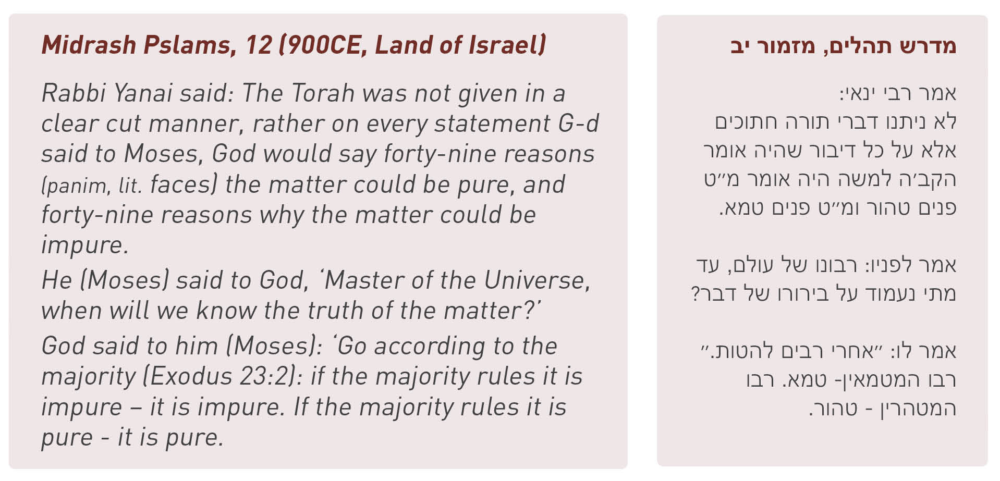 Midrash Pslams, 12 (900CE, Land of Israel)
Rabbi Yanai said: The Torah was not given in a
clear cut manner, rather on every statement G-d
said to Moses, God would say forty-nine reasons
(panim, lit. faces) the matter could be pure, and
forty-nine reasons why the matter could be
impure.
He (Moses) said to God, ‘Master of the Universe,
when will we know the truth of the matter?’
God said to him (Moses): ‘Go according to the
majority (Exodus 23:2): if the majority rules it is
impure – it is impure. If the majority rules it is
pure - it is pure.
מדרש תהלים, מזמור יב
אמר רבי ינאי:
לא ניתנו דברי תורה חתוכים
אלא על כל דיבור שהיה אומר
הקב׳ה למשה היה אומר מ״ט
פנים טהור ומ״ט פנים טמא.
אמר לפניו: רבונו של עולם, עד
מתי נעמוד על בירורו של דבר?
אמר לו: ״אחרי רבים להטות.״
רבו המטמאין- טמא. רבו
המטהרין - טהור.